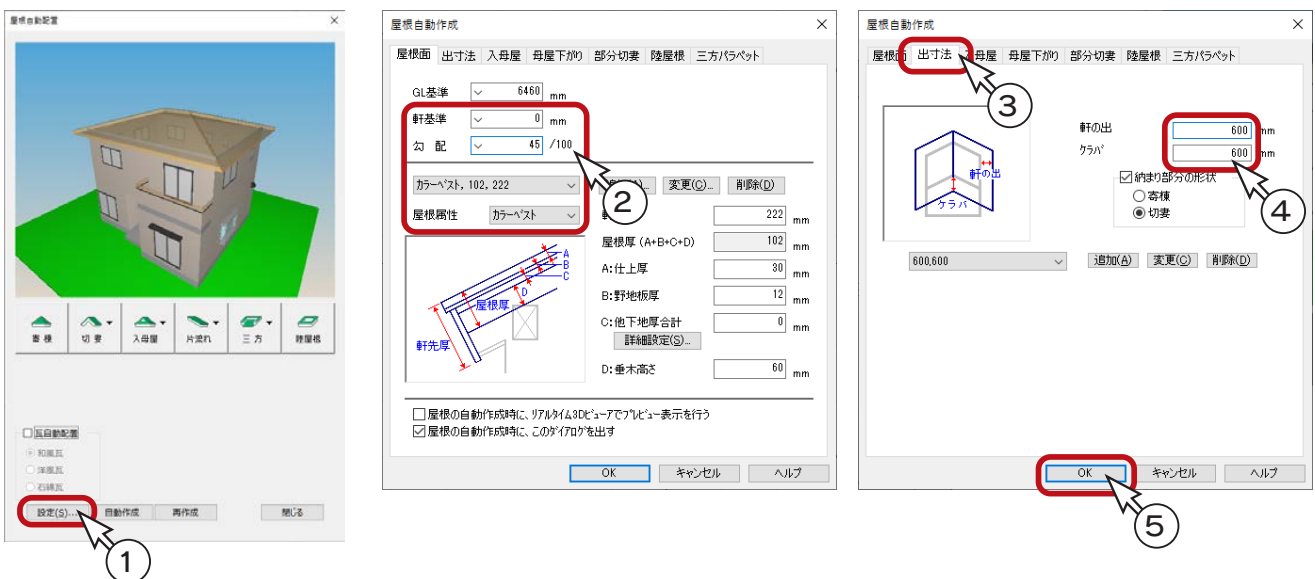 屋根自動配置
寄棟
切妻
入母屋
片流れ
三方
陸屋根
瓦自動配置
和風瓦
洋風瓦
石綿瓦
設定(S)...
自動作成
再作成
閉じる
1
屋根自動作成
屋根面 出寸法 入母屋 母屋下がり 部分切妻 陸屋根 三方パラペット
GL基準 6460 mm
軒基準 0 mm
勾 配 45 /100
カラーベスト, 102, 222
変更(C)... 削除(D)
屋根属性 カラーベスト
2
222 mm
屋根厚 (A+B+C+D) 102 mm
A:仕上厚 30 mm
B:野地板厚 12 mm
C:他下地厚合計 0 mm
詳細設定(S)...
D:垂木高さ 60 mm
A
B
C
D
屋根厚
軒先厚
屋根の自動作成時に、リアルタイム3Dビューアでプレビュー表示を行う
屋根の自動作成時に、このダイアログを出す
OK キャンセル ヘルプ
屋根自動作成
屋根面 出寸法 入母屋 母屋下がり 部分切妻 陸屋根 三方パラペット
3
軒の出 600 mm
ケラバ 600 mm
軒の出
ケラバ
納まり部分の形状
寄棟
切妻
4
600,600
追加(A) 変更(C) 削除(D)
OK キャンセル ヘルプ
5